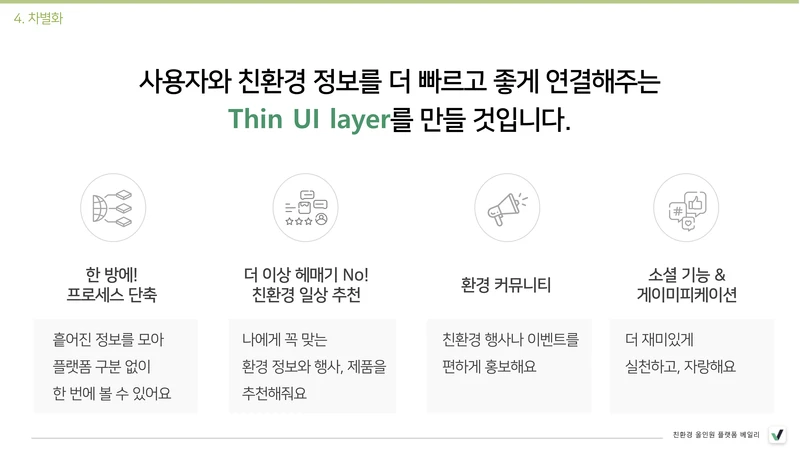 4. 차별화
사용자와 친환경 정보를 더 빠르고 좋게 연결해주는
Thin UI layer를 만들 것입니다.
한 방에!
프로세스 단축
더 이상 헤매기 No!
친환경 일상 추천
환경 커뮤니티
소셜 기능 &
게이미피케이션
흩어진 정보를 모아
플랫폼 구분 없이
한 번에 볼 수 있어요
나에게 꼭 맞는
환경 정보와 행사, 제품을
추천해줘요
친환경 행사나 이벤트를
편하게 홍보해요
더 재미있게
실천하고, 자랑해요
친환경 올인원 플랫폼 베일리